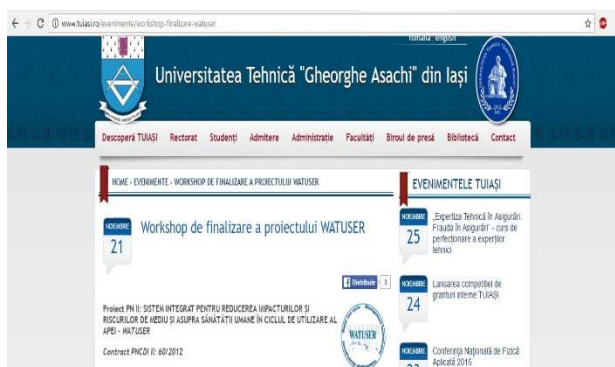 www.tuiasi.ro/evenimente/workshop-finalizare-watuser
română english
Universitatea Tehnică "Gheorghe Asachi" din Iași
Descoperă TUIAȘI Rectorat Studenți Admitere Administrație Facultăți Biroul de presă Bibliotecă Contact
HOME › EVENIMENTE › WORKSHOP DE FINALIZARE A PROIECTULUI WATUSER
NOIEMBRIE
21
Workshop de finalizare a proiectului WATUSER
Distribuie 0
Proiect PN II: SISTEM INTEGRAT PENTRU REDUCEREA IMPACTURILOR ȘI
RISCURILOR DE MEDIU ȘI ASUPRA SĂNĂTĂȚII UMANE ÎN CICLUL DE UTILIZARE AL
APEI - WATUSER
Contract PNCDI II: 60/2012
WATUSER
EVENIMENTELE TUIAȘI
NOIEMBRIE
25
„Expertiza Tehnică în Asigurări.
Frauda în Asigurări” - curs de
perfecționare a experților
tehnici
NOIEMBRIE
24
Lansarea competiției de
granturi interne TUIAȘI
NOIEMBRIE
Conferința Națională de Fizică
Aplicată 2016